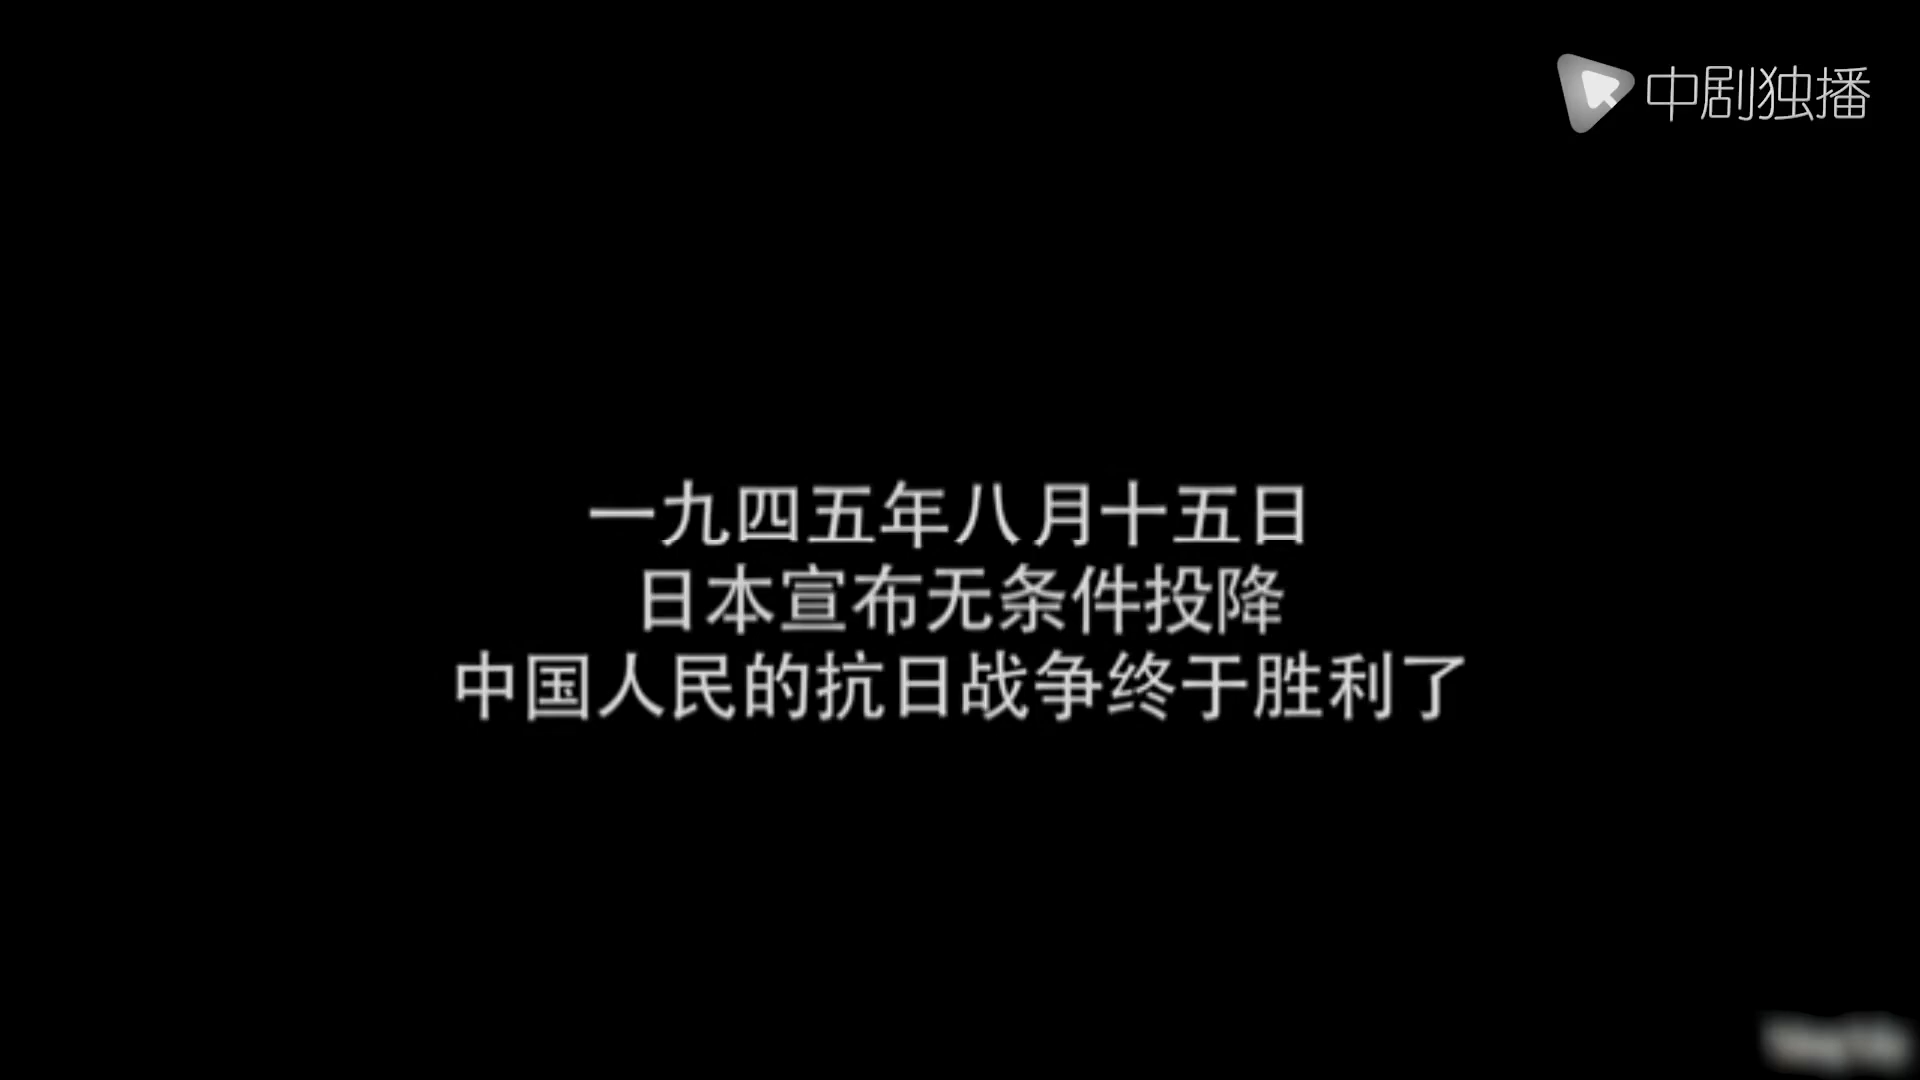 中剧独播
一九四五年八月十五日
日本宣布无条件投降
中国人民的抗日战争终于胜利了